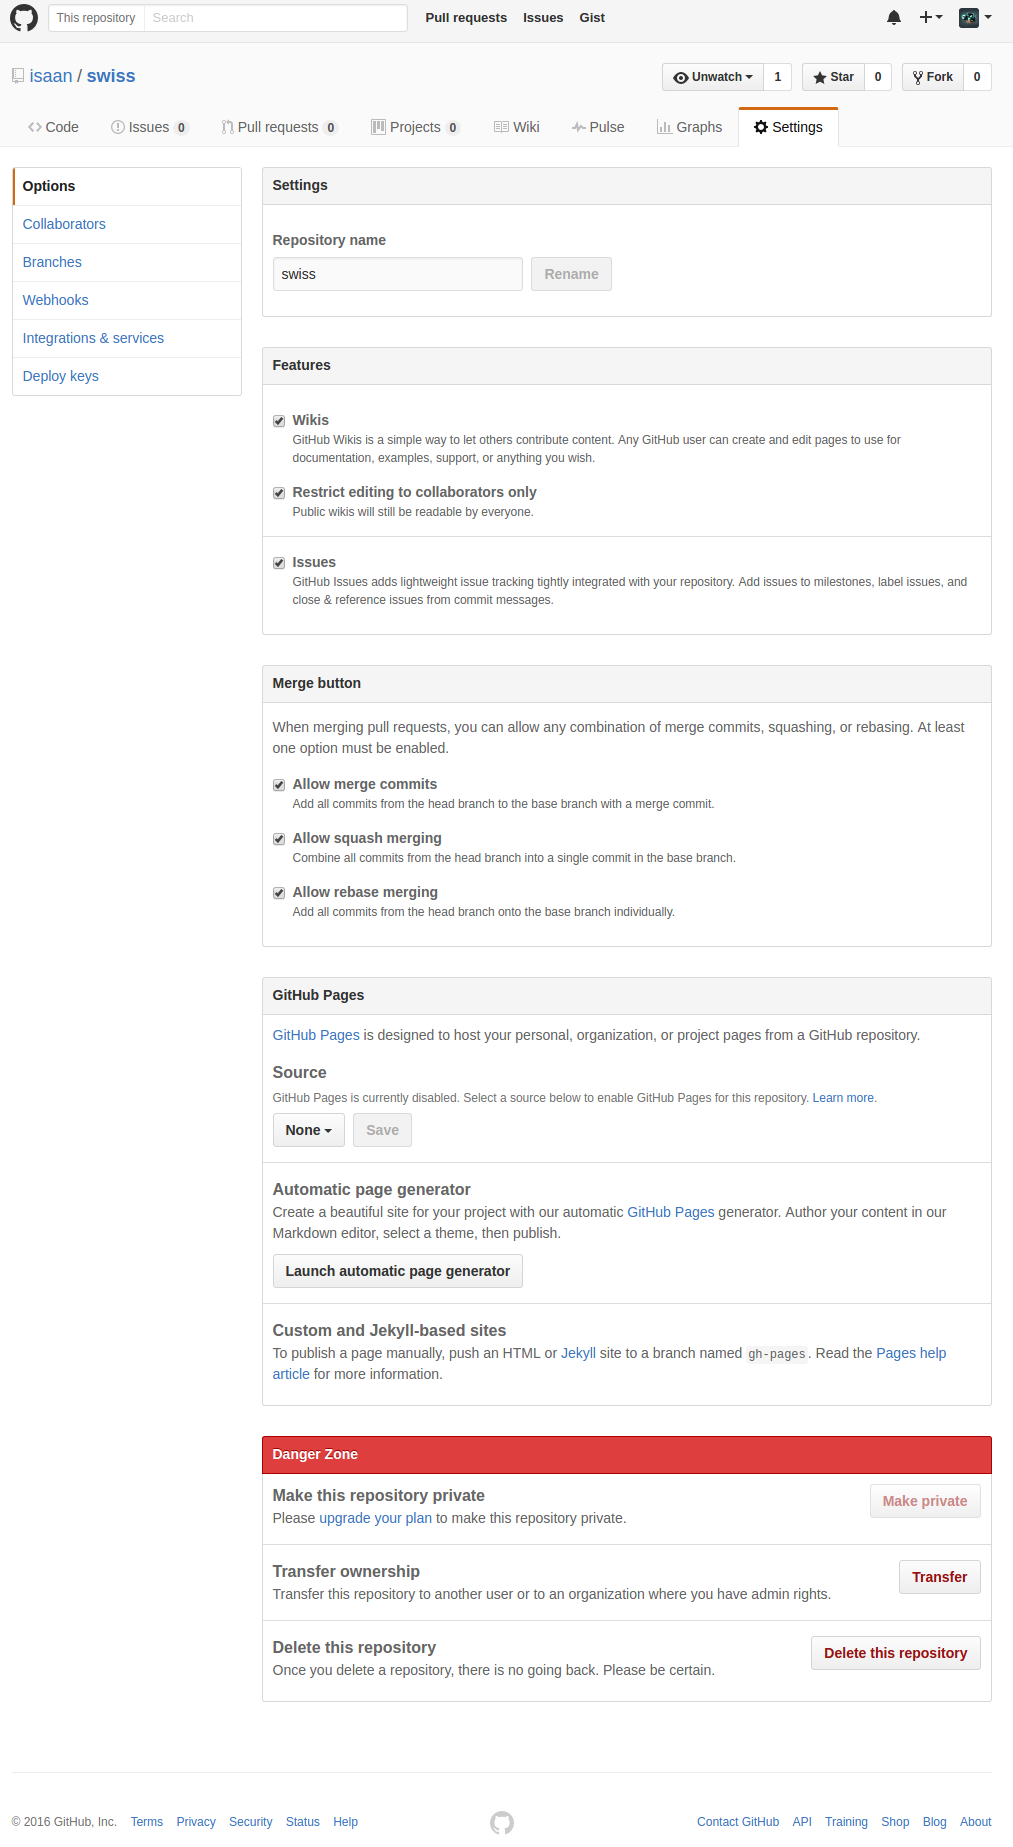 This repository Search Pull requests Issues Gist
isaan / swiss Unwatch 1 Star 0 Fork 0
Code Issues 0 Pull requests 0 Projects 0 Wiki Pulse Graphs Settings
Options
Collaborators
Branches
Webhooks
Integrations & services
Deploy keys
Settings
Repository name
swiss Rename
Features
Wikis
GitHub Wikis is a simple way to let others contribute content. Any GitHub user can create and edit pages to use for
documentation, examples, support, or anything you wish.
Restrict editing to collaborators only
Public wikis will still be readable by everyone.
Issues
GitHub Issues adds lightweight issue tracking tightly integrated with your repository. Add issues to milestones, label issues, and
close & reference issues from commit messages.
Merge button
When merging pull requests, you can allow any combination of merge commits, squashing, or rebasing. At least
one option must be enabled.
Allow merge commits
Add all commits from the head branch to the base branch with a merge commit.
Allow squash merging
Combine all commits from the head branch into a single commit in the base branch.
Allow rebase merging
Add all commits from the head branch onto the base branch individually.
GitHub Pages
GitHub Pages is designed to host your personal, organization, or project pages from a GitHub repository.
Source
GitHub Pages is currently disabled. Select a source below to enable GitHub Pages for this repository. Learn more.
None Save
Automatic page generator
Create a beautiful site for your project with our automatic GitHub Pages generator. Author your content in our
Markdown editor, select a theme, then publish.
Launch automatic page generator
Custom and Jekyll-based sites
To publish a page manually, push an HTML or Jekyll site to a branch named gh-pages. Read the Pages help
article for more information.
Danger Zone
Make this repository private
Please upgrade your plan to make this repository private.
Make private
Transfer ownership
Transfer this repository to another user or to an organization where you have admin rights.
Transfer
Delete this repository
Once you delete a repository, there is no going back. Please be certain.
Delete this repository
© 2016 GitHub, Inc. Terms Privacy Security Status Help Contact GitHub API Training Shop Blog About